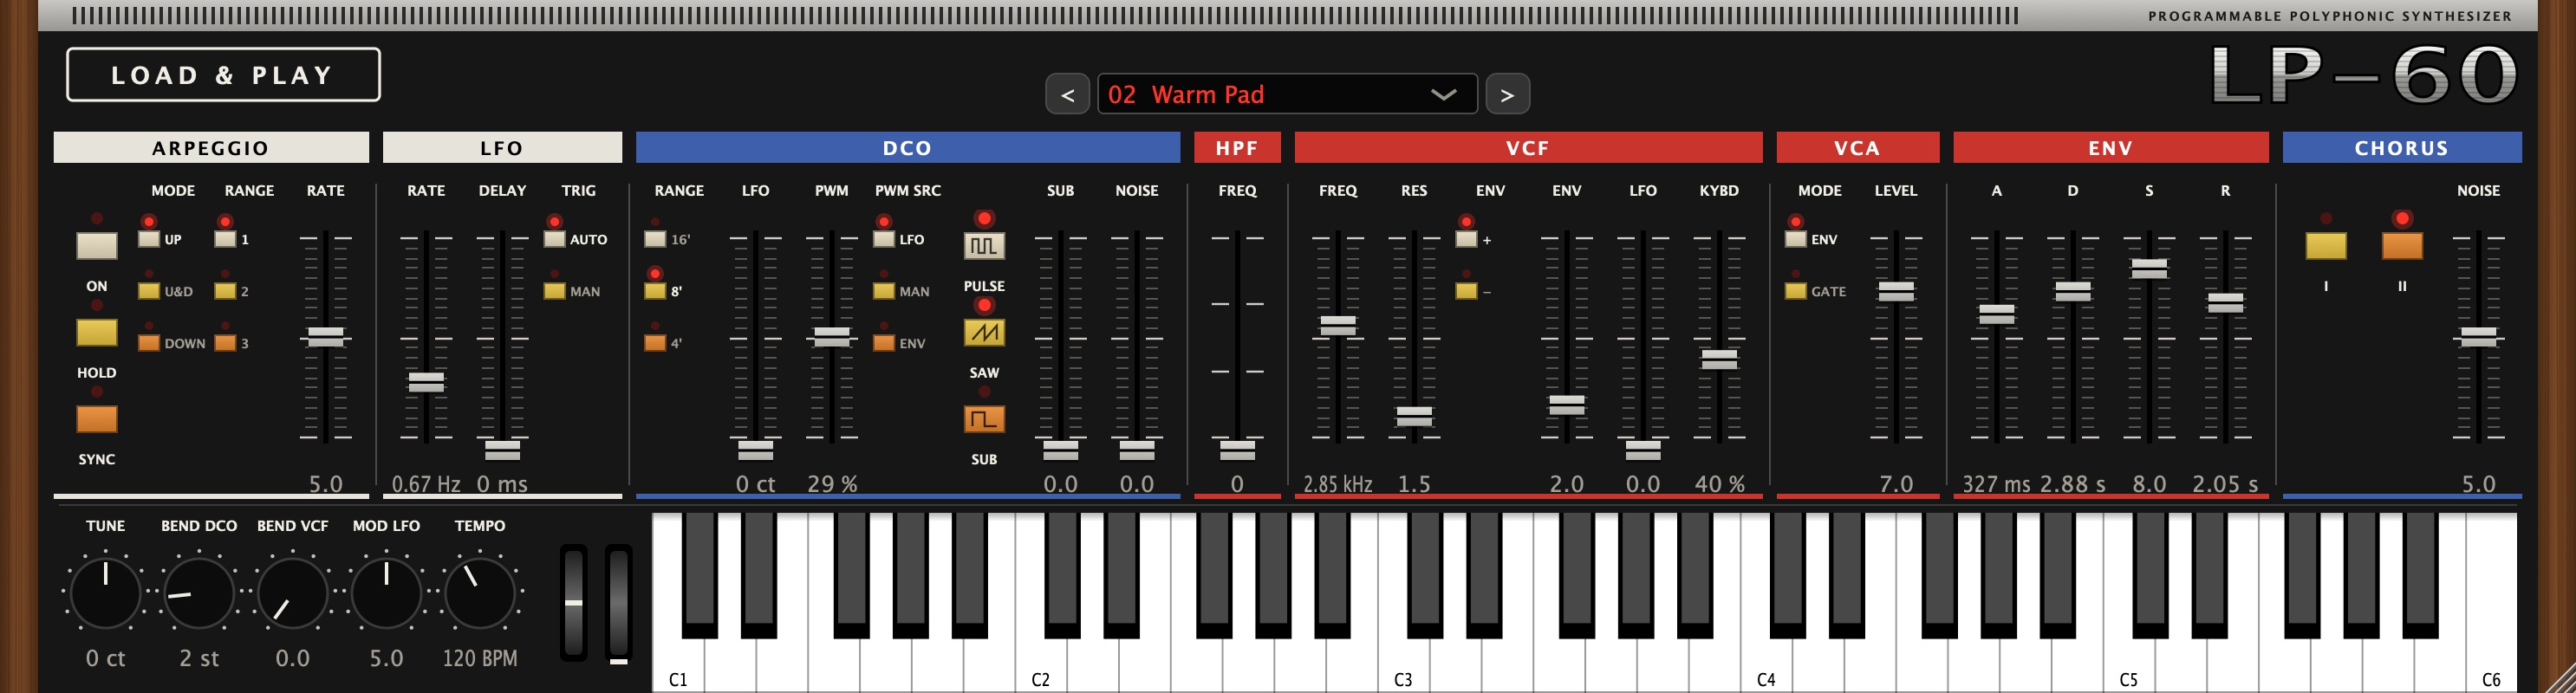 PROGRAMMABLE POLYPHONIC SYNTHESIZER
LOAD & PLAY
< 02 Warm Pad >
LP-60
ARPEGGIO LFO DCO HPF VCF VCA ENV CHORUS
MODE RANGE RATE RATE DELAY TRIG RANGE LFO PWM PWM SRC SUB NOISE FREQ FREQ RES ENV ENV LFO KYBD MODE LEVEL A D S R NOISE
UP 1 AUTO 16' LFO + ENV
ON U&D 2 MAN 8' MAN PULSE − GATE I II
DOWN 3 4' ENV
HOLD SAW
SYNC SUB
5.0 0.67 Hz 0 ms 0 ct 29 % 0.0 0.0 0 2.85 kHz 1.5 2.0 0.0 40 % 7.0 327 ms 2.88 s 8.0 2.05 s 5.0
TUNE BEND DCO BEND VCF MOD LFO TEMPO
0 ct 2 st 0.0 5.0 120 BPM
C1 C2 C3 C4 C5 C6